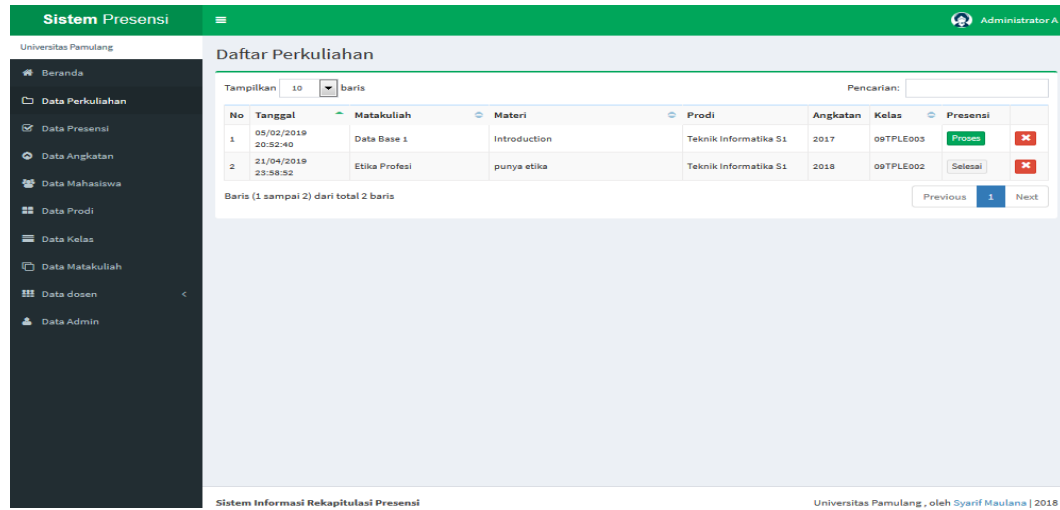 Sistem Presensi
Administrator A
Universitas Pamulang
Beranda
Data Perkuliahan
Data Presensi
Data Angkatan
Data Mahasiswa
Data Prodi
Data Kelas
Data Matakuliah
Data dosen
Data Admin
Daftar Perkuliahan
Tampilkan 10 baris Pencarian:
No Tanggal Matakuliah Materi Prodi Angkatan Kelas Presensi
1 05/02/2019 20:52:40 Data Base 1 Introduction Teknik Informatika S1 2017 09TPLE003 Proses
2 21/04/2019 23:58:52 Etika Profesi punya etika Teknik Informatika S1 2018 09TPLE002 Selesai
Baris (1 sampai 2) dari total 2 baris Previous 1 Next
Sistem Informasi Rekapitulasi Presensi Universitas Pamulang , oleh Syarif Maulana | 2018